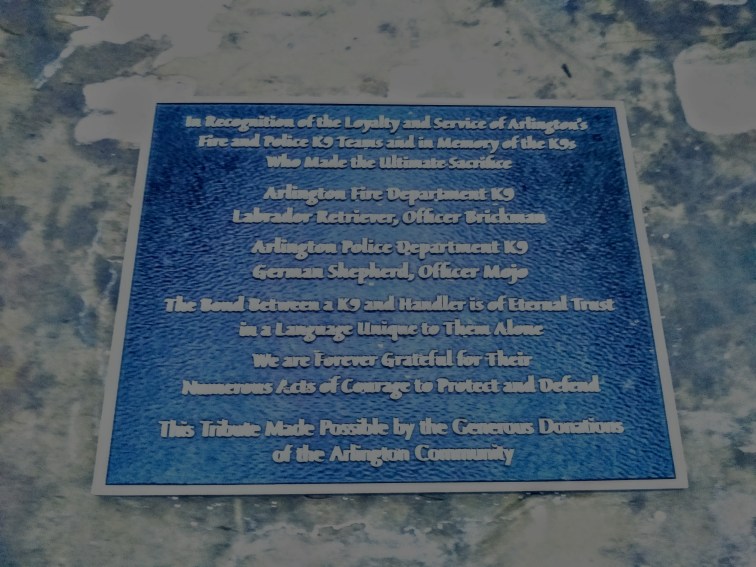 In Recognition of the Loyalty and Service of Arlington's
Fire and Police K9 Teams and in Memory of the K9s
Who Made the Ultimate Sacrifice
Arlington Fire Department K9
Labrador Retriever, Officer Brickman
Arlington Police Department K9
German Shepherd, Officer Mojo
The Bond Between a K9 and Handler is of Eternal Trust
in a Language Unique to Them Alone
We are Forever Grateful for Their
Numerous Acts of Courage to Protect and Defend
This Tribute Made Possible by the Generous Donations
of the Arlington Community